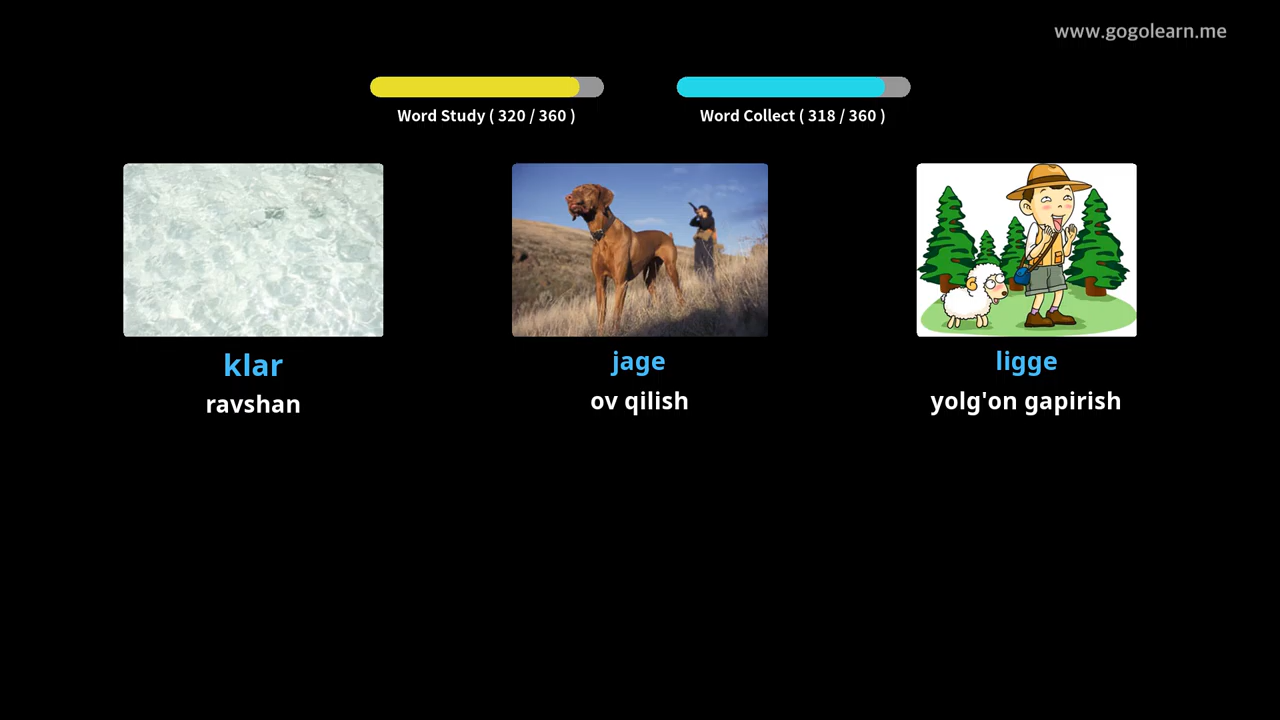 www.gogolearn.me
Word Study ( 320 / 360 )
Word Collect ( 318 / 360 )
klar
ravshan
jage
ov qilish
ligge
yolg'on gapirish